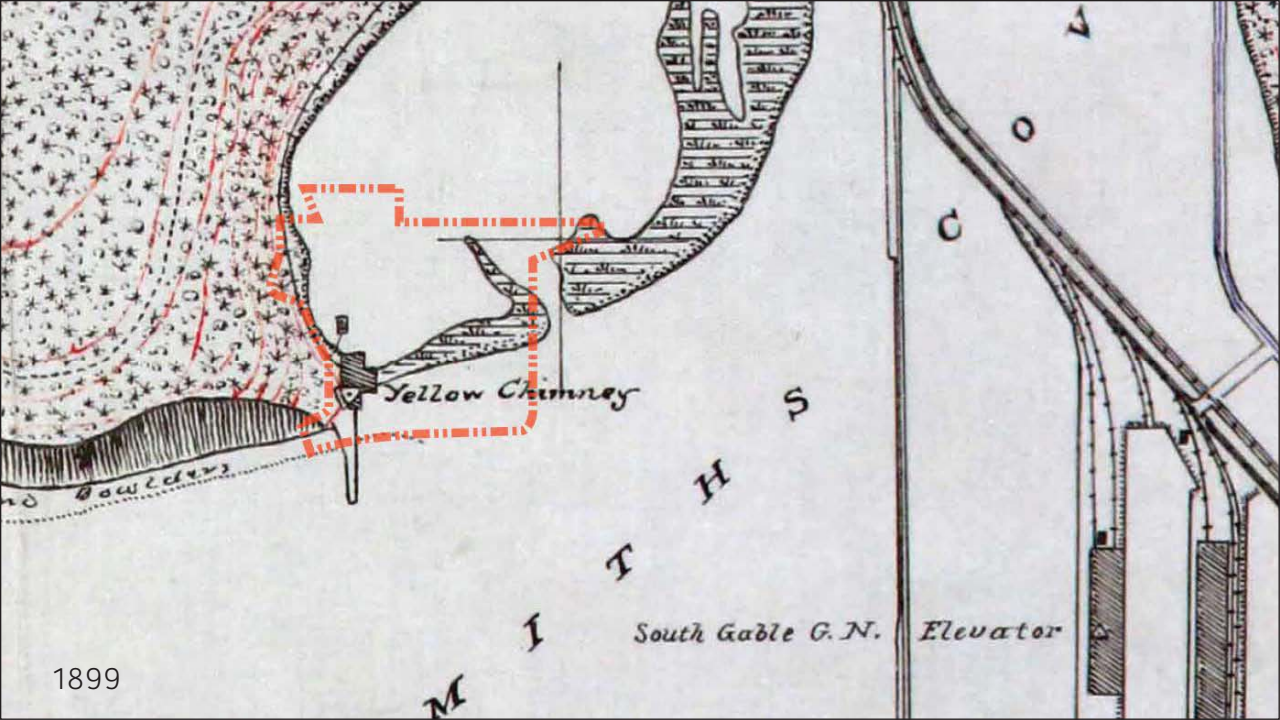 V
O
C
Yellow Chimney
S
H
Bowlders
T
I
South Gable G.N. Elevator
M
1899